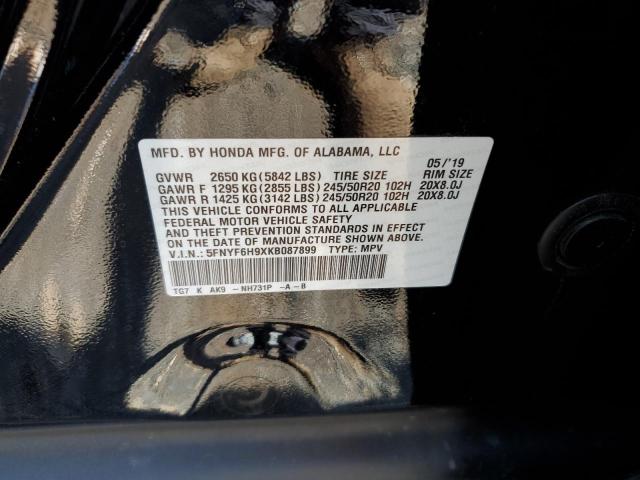 MFD. BY HONDA MFG. OF ALABAMA, LLC 05/'19
GVWR 2650 KG (5842 LBS) TIRE SIZE RIM SIZE
GAWR F 1295 KG (2855 LBS) 245/50R20 102H 20X8.0J
GAWR R 1425 KG (3142 LBS) 245/50R20 102H 20X8.0J
THIS VEHICLE CONFORMS TO ALL APPLICABLE
FEDERAL MOTOR VEHICLE SAFETY
AND THEFT PREVENTION STANDARDS IN EFFECT
ON THE DATE OF MANUFACTURE SHOWN ABOVE.
V.I.N.: 5FNYF6H9XKB087899 TYPE: MPV
TG7 K AK9 -NH731P -A-B